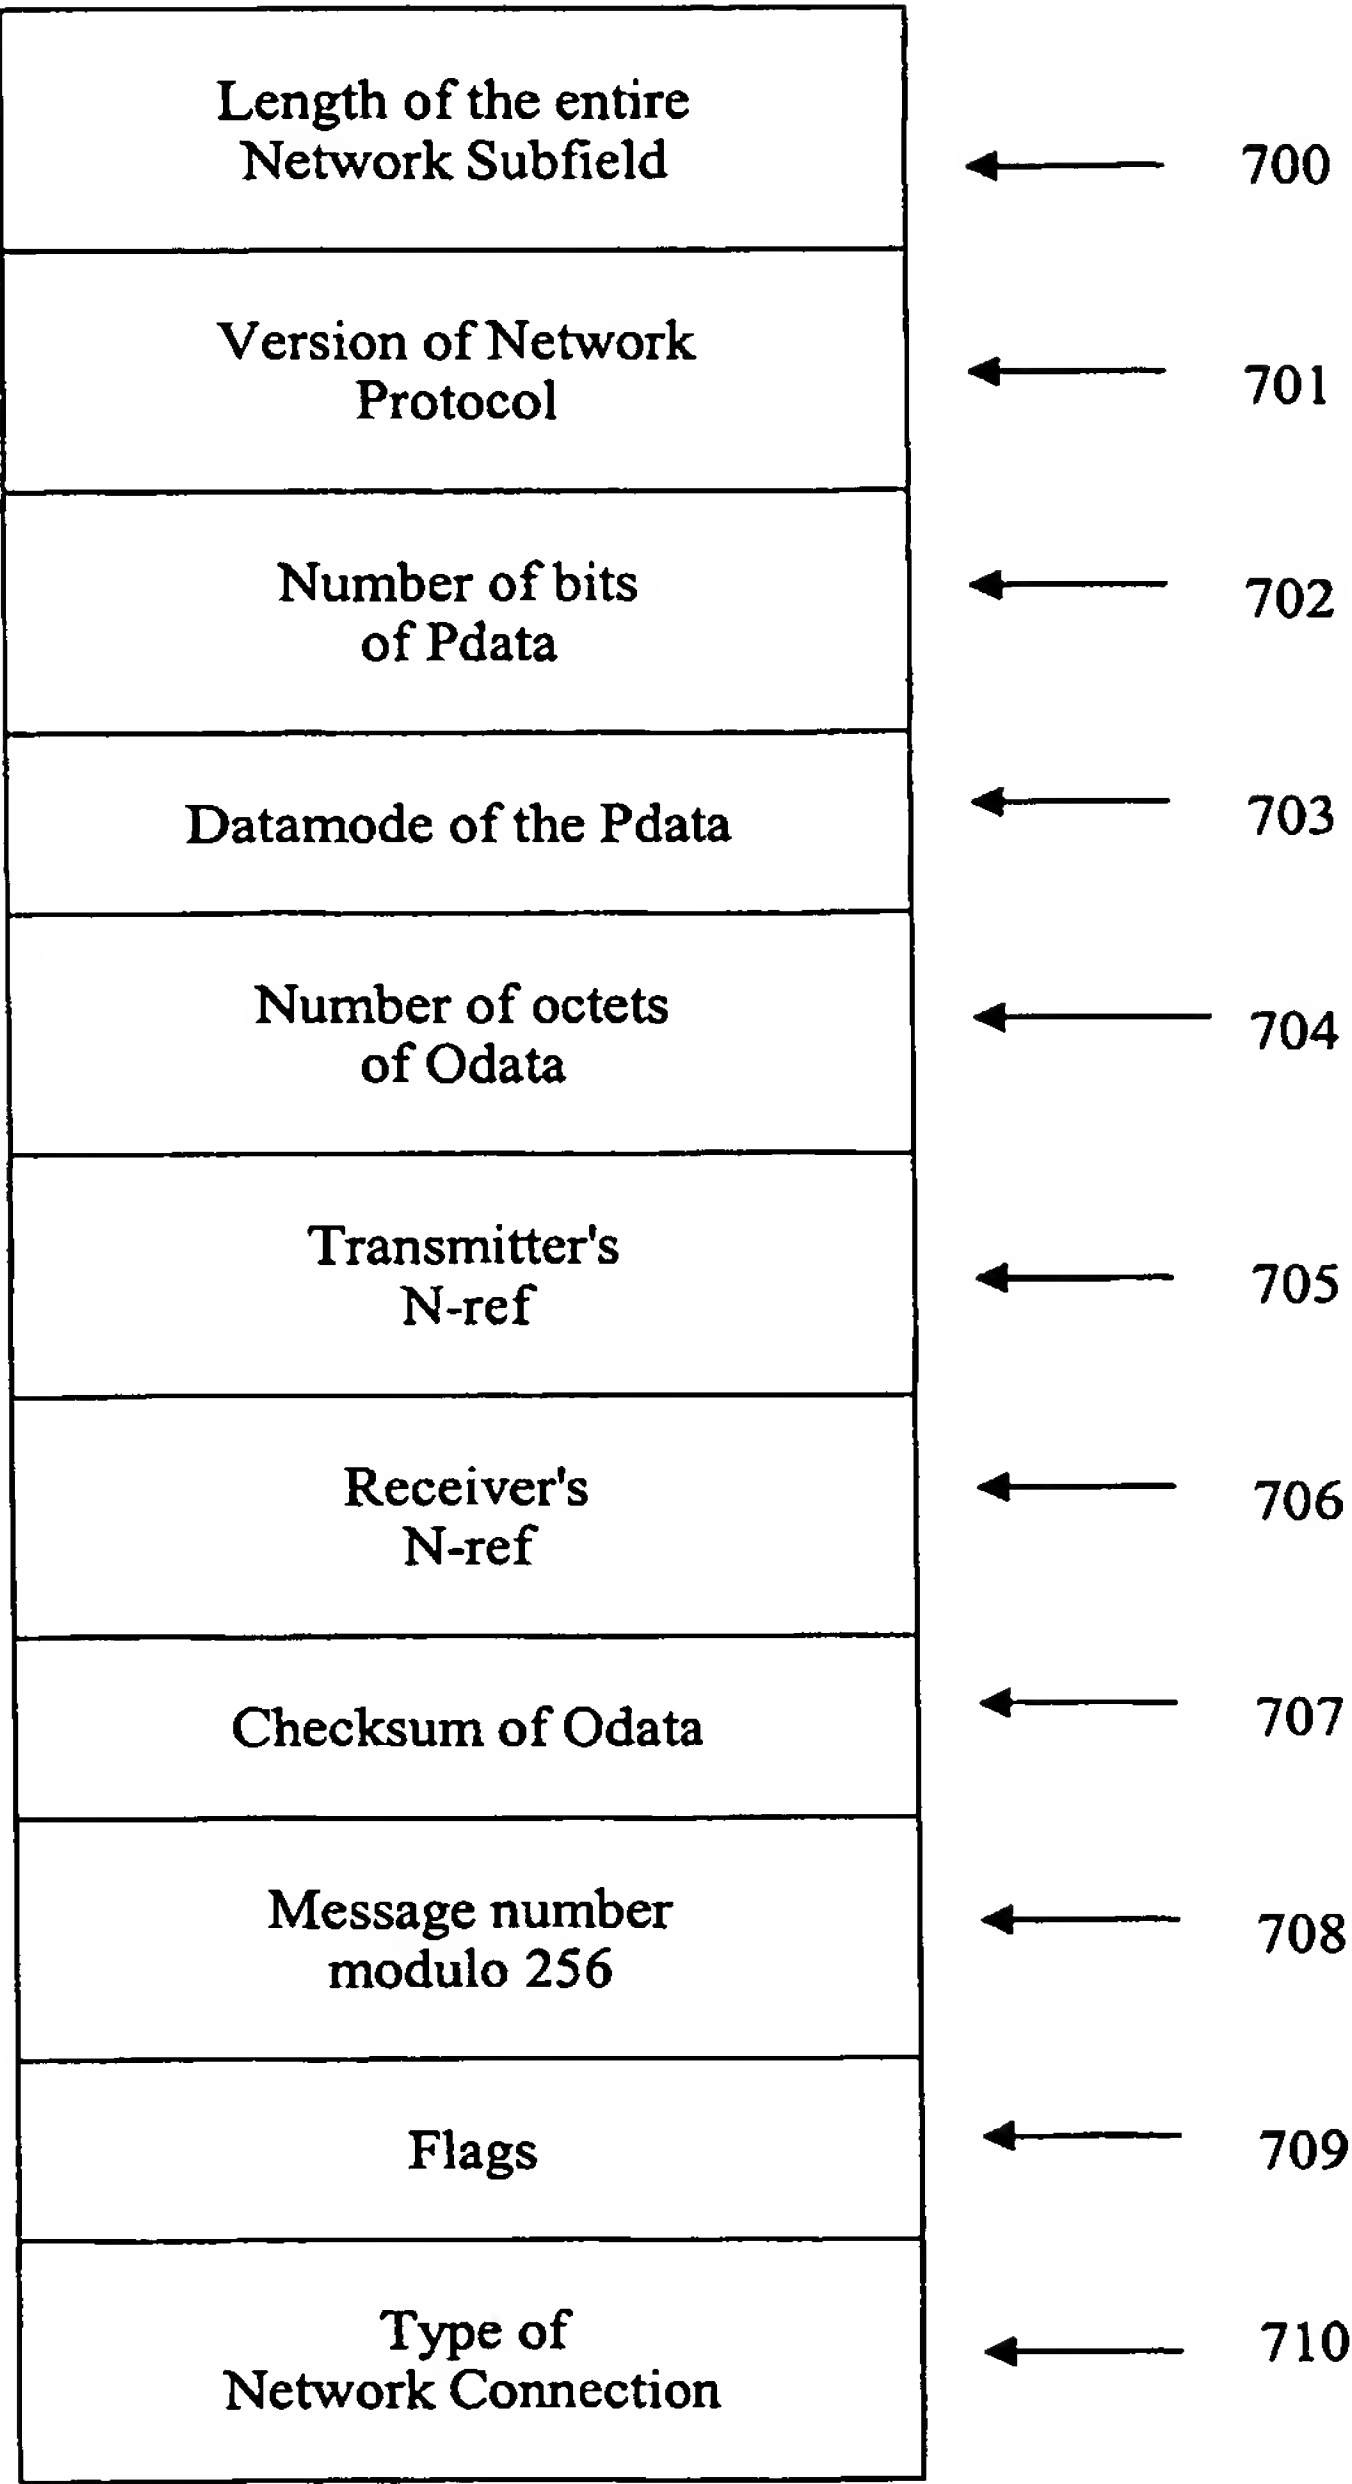 Length of the entire
Network Subfield
700
Version of Network
Protocol
701
Number of bits
of Pdata
702
Datamode of the Pdata
703
Number of octets
of Odata
704
Transmitter's
N-ref
705
Receiver's
N-ref
706
Checksum of Odata
707
Message number
modulo 256
708
Flags
709
Type of
Network Connection
710